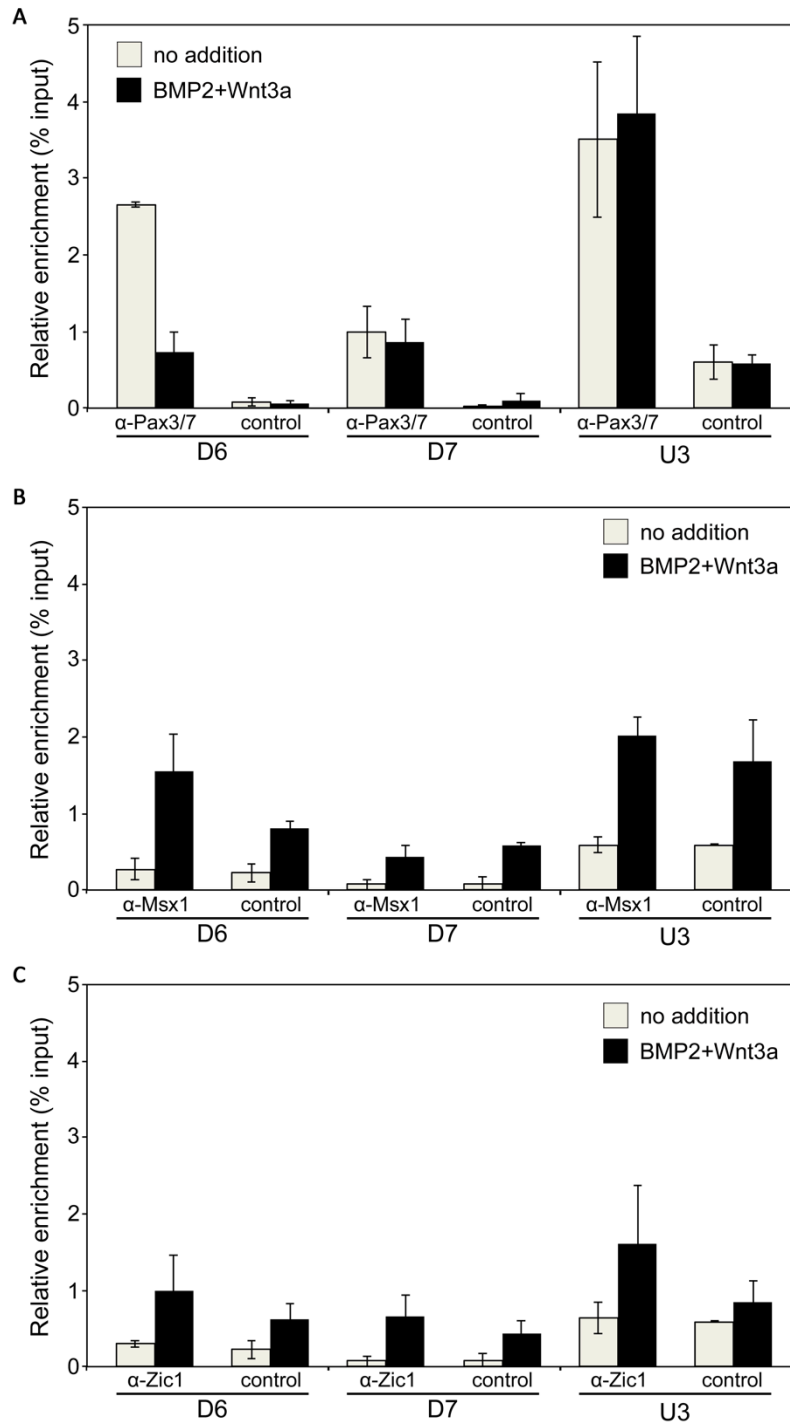 A
5
no addition
BMP2+Wnt3a
4
3
2
1
0
Relative enrichment (% input)
α-Pax3/7 control α-Pax3/7 control α-Pax3/7 control
D6 D7 U3
B
5
no addition
BMP2+Wnt3a
4
3
2
1
0
Relative enrichment (% input)
α-Msx1 control α-Msx1 control α-Msx1 control
D6 D7 U3
C
5
no addition
BMP2+Wnt3a
4
3
2
1
0
Relative enrichment (% input)
α-Zic1 control α-Zic1 control α-Zic1 control
D6 D7 U3